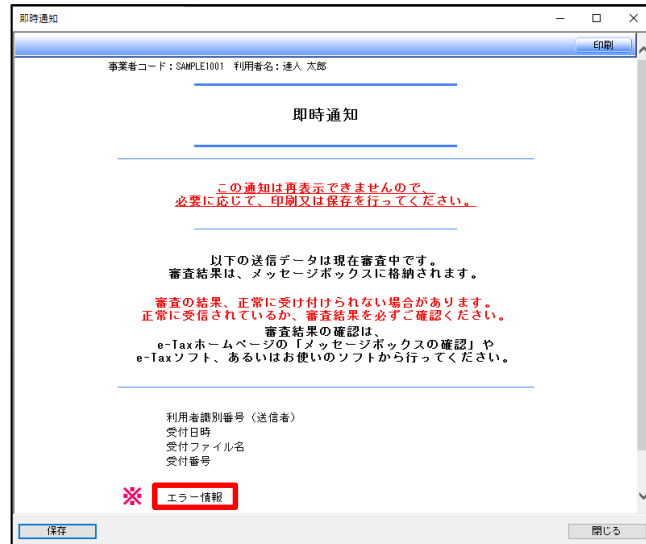 即時通知
印刷
事業者コード：SAMPLE1001 利用者名：達人 太郎
即時通知
この通知は再表示できませんので、
必要に応じて、印刷又は保存を行ってください。
以下の送信データは現在審査中です。
審査結果は、メッセージボックスに格納されます。
審査の結果、正常に受け付けられない場合があります。
正常に受信されているか、審査結果を必ずご確認ください。
審査結果の確認は、
e-Taxホームページの「メッセージボックスの確認」や
e-Taxソフト、あるいはお使いのソフトから行ってください。
利用者識別番号（送信者）
受付日時
受付ファイル名
受付番号
※ エラー情報
保存 閉じる